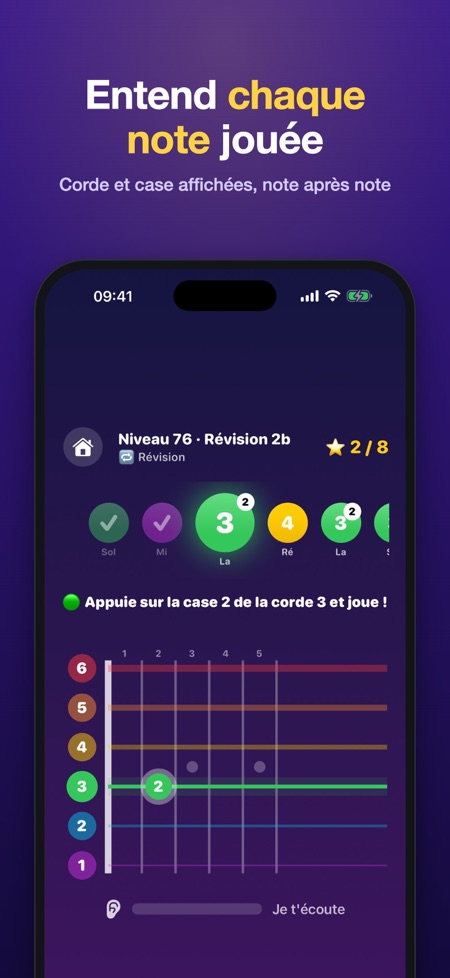 Entend chaque
note jouée
Corde et case affichées, note après note
09:41
Niveau 76 · Révision 2b
Révision
2 / 8
3 2 4 3 2
Sol Mi La Ré La
Appuie sur la case 2 de la corde 3 et joue !
1 2 3 4 5
6
5
4
3 2
2
1
Je t'écoute